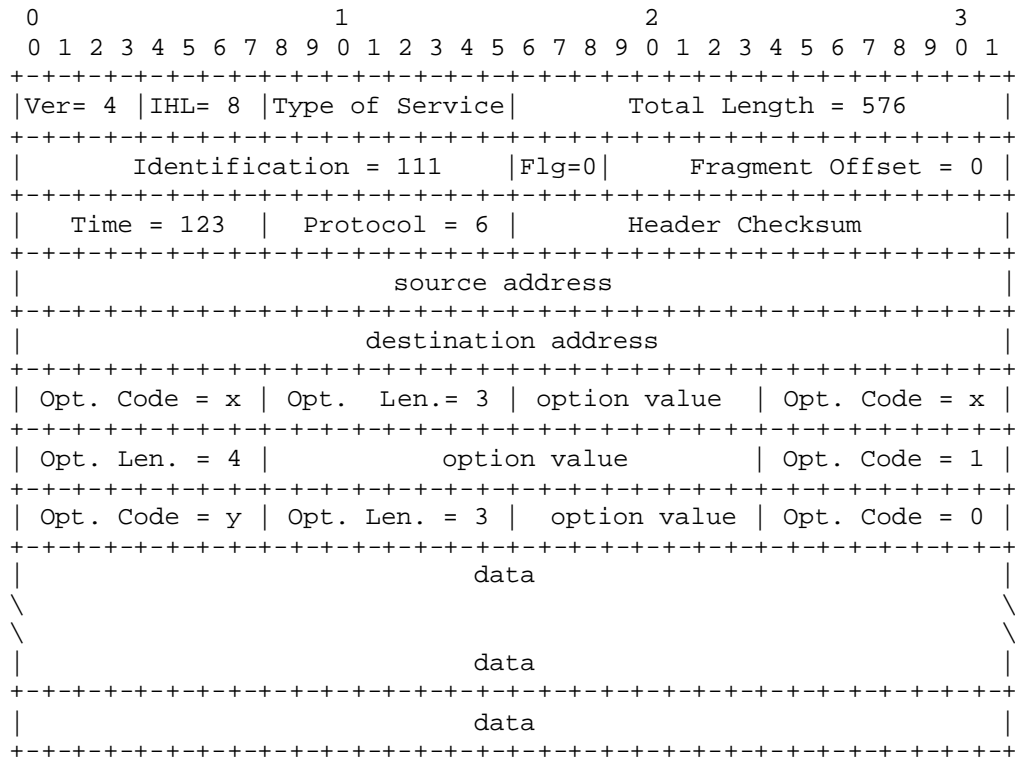 0                   1                   2                   3
 0 1 2 3 4 5 6 7 8 9 0 1 2 3 4 5 6 7 8 9 0 1 2 3 4 5 6 7 8 9 0 1
+-+-+-+-+-+-+-+-+-+-+-+-+-+-+-+-+-+-+-+-+-+-+-+-+-+-+-+-+-+-+-+-+
|Ver= 4 |IHL= 8 |Type of Service|       Total Length = 576      |
+-+-+-+-+-+-+-+-+-+-+-+-+-+-+-+-+-+-+-+-+-+-+-+-+-+-+-+-+-+-+-+-+
|       Identification = 111    |Flg=0|     Fragment Offset = 0 |
+-+-+-+-+-+-+-+-+-+-+-+-+-+-+-+-+-+-+-+-+-+-+-+-+-+-+-+-+-+-+-+-+
|   Time = 123  |  Protocol = 6 |       Header Checksum         |
+-+-+-+-+-+-+-+-+-+-+-+-+-+-+-+-+-+-+-+-+-+-+-+-+-+-+-+-+-+-+-+-+
|                        source address                         |
+-+-+-+-+-+-+-+-+-+-+-+-+-+-+-+-+-+-+-+-+-+-+-+-+-+-+-+-+-+-+-+-+
|                      destination address                      |
+-+-+-+-+-+-+-+-+-+-+-+-+-+-+-+-+-+-+-+-+-+-+-+-+-+-+-+-+-+-+-+-+
| Opt. Code = x | Opt.  Len.= 3 | option value  | Opt. Code = x |
+-+-+-+-+-+-+-+-+-+-+-+-+-+-+-+-+-+-+-+-+-+-+-+-+-+-+-+-+-+-+-+-+
| Opt. Len. = 4 |           option value        | Opt. Code = 1 |
+-+-+-+-+-+-+-+-+-+-+-+-+-+-+-+-+-+-+-+-+-+-+-+-+-+-+-+-+-+-+-+-+
| Opt. Code = y | Opt. Len. = 3 |  option value | Opt. Code = 0 |
+-+-+-+-+-+-+-+-+-+-+-+-+-+-+-+-+-+-+-+-+-+-+-+-+-+-+-+-+-+-+-+-+
|                             data                              |
\                                                               \
\                                                               \
|                             data                              |
+-+-+-+-+-+-+-+-+-+-+-+-+-+-+-+-+-+-+-+-+-+-+-+-+-+-+-+-+-+-+-+-+
|                             data                              |
+-+-+-+-+-+-+-+-+-+-+-+-+-+-+-+-+-+-+-+-+-+-+-+-+-+-+-+-+-+-+-+-+